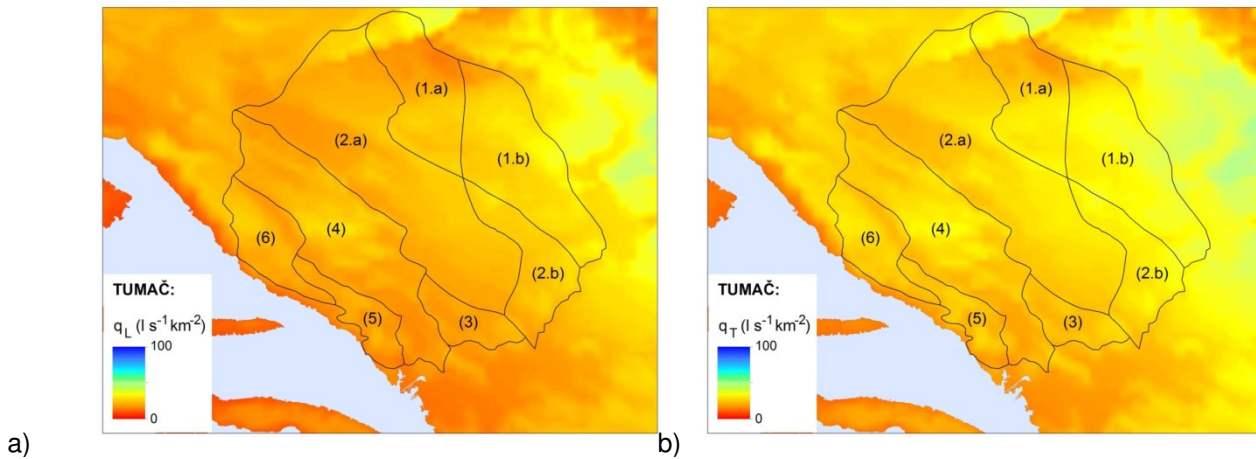 (1.a)
(2.a)
(1.b)
(4)
(6)
(2.b)
(5)
(3)
TUMAČ:
q_L (l s⁻¹ km⁻²)
100
0
a)
(1.a)
(2.a)
(1.b)
(4)
(6)
(2.b)
(5)
(3)
TUMAČ:
q_T (l s⁻¹ km⁻²)
100
0
b)